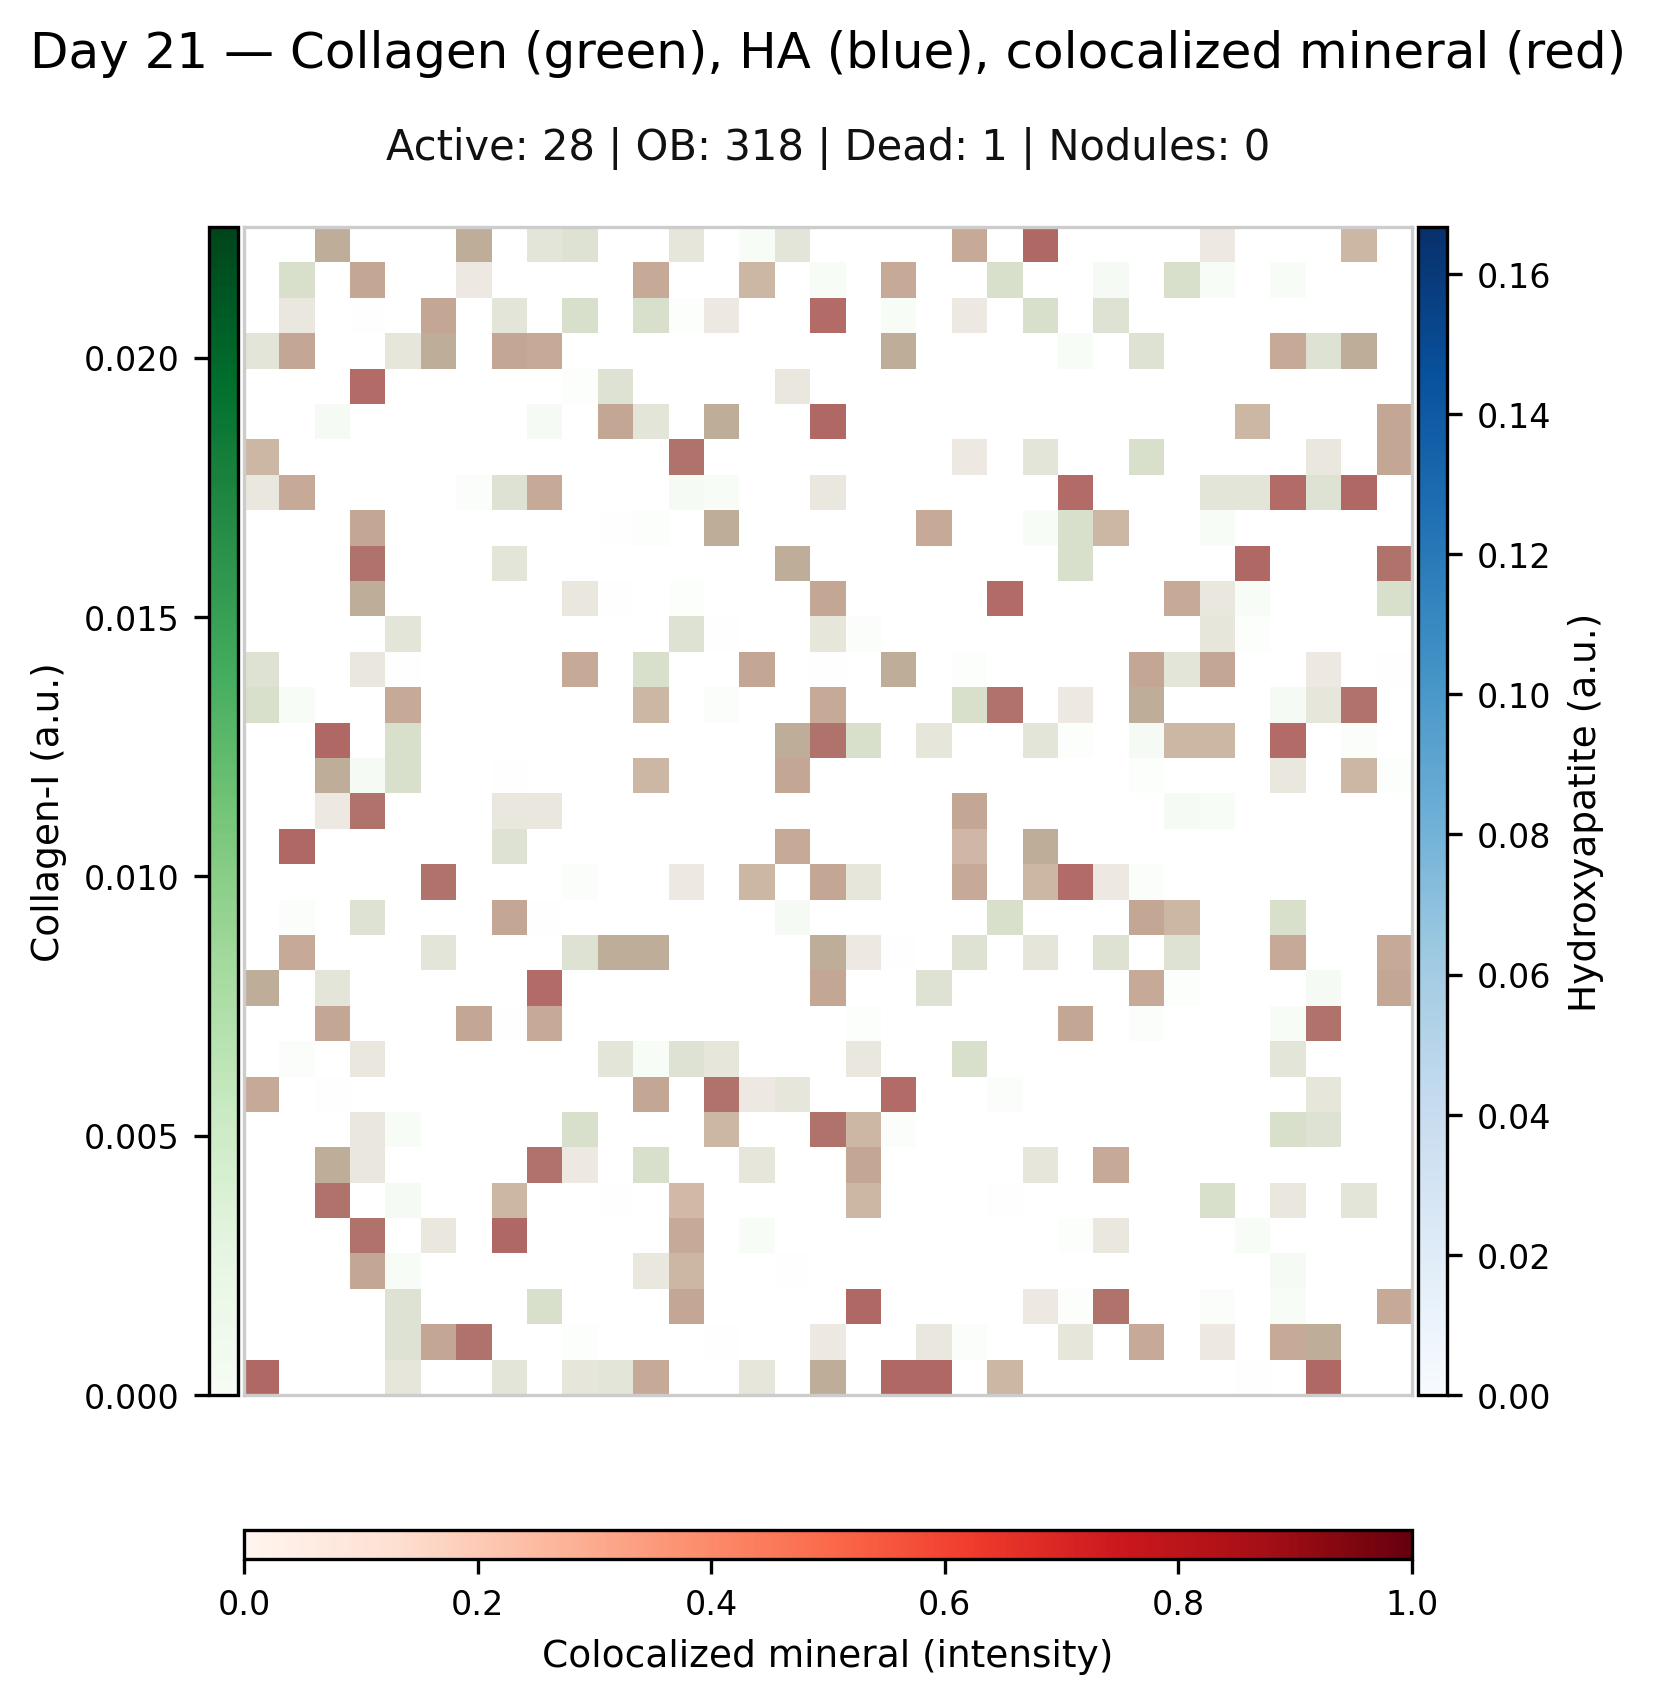 Day 21 — Collagen (green), HA (blue), colocalized mineral (red)
Active: 28 | OB: 318 | Dead: 1 | Nodules: 0
0.020
0.015
0.010
0.005
0.000
Collagen-I (a.u.)
0.16
0.14
0.12
0.10
0.08
0.06
0.04
0.02
0.00
Hydroxyapatite (a.u.)
0.0 0.2 0.4 0.6 0.8 1.0
Colocalized mineral (intensity)